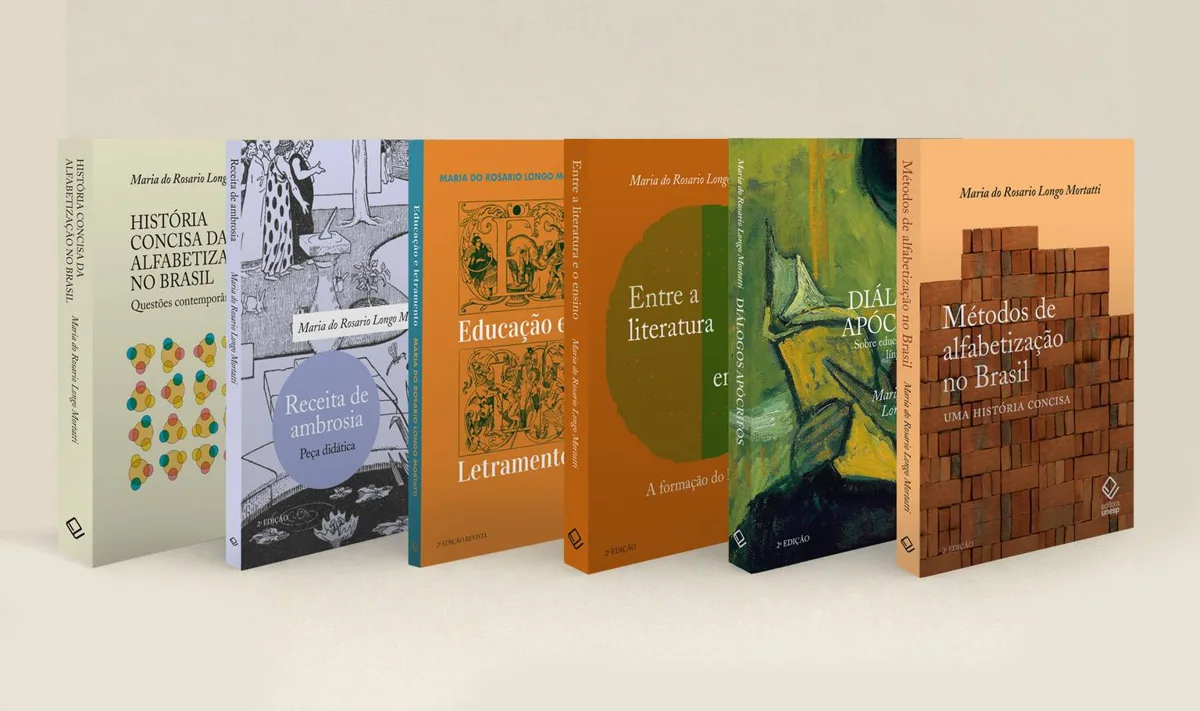 HISTÓRIA CONCISA DA
ALFABETIZAÇÃO NO BRASIL
Maria do Rosario Longo Mortatti
Maria do Rosario Long
HISTÓRIA
CONCISA DA
ALFABETIZA
NO BRASIL
Questões contemporân
Receita de ambrosia
Maria do Rosario Longo Mortatti
Maria do Rosario Longo M
Receita de
ambrosia
Peça didática
2ª EDIÇÃO
Educação e letramento
MARIA DO ROSARIO LONGO MORTATTI
MARIA DO ROSARIO LONGO MO
Educação e
Letramento
2ª EDIÇÃO REVISTA
Entre a literatura e o ensino
Maria do Rosario Longo Mortatti
Maria do Rosario Longo
Entre a
literatura
en
A formação do
2ª EDIÇÃO
Maria do Rosario Longo Mortatti
DIÁLOGOS APÓCRIFOS
DIÁL
APÓC
Sobre educ
lín
Mari
Lon
2ª EDIÇÃO
Métodos de alfabetização no Brasil
Maria do Rosario Longo Mortatti
Maria do Rosario Longo Mortatti
Métodos de
alfabetização
no Brasil
UMA HISTÓRIA CONCISA
editora
unesp
2ª EDIÇÃO